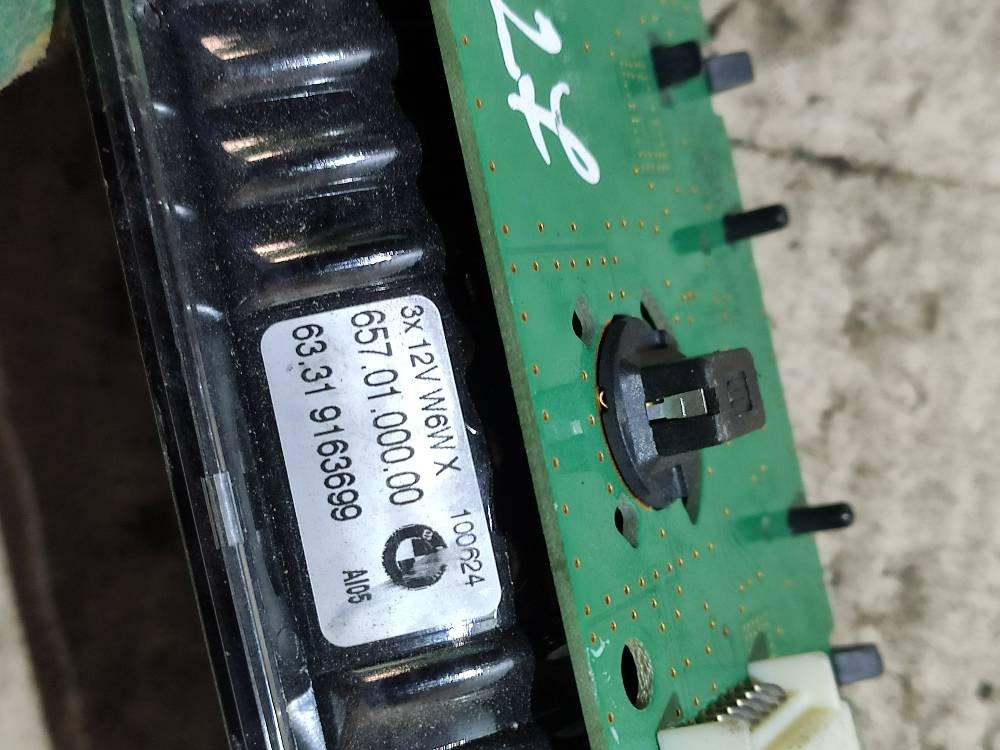 3x 12V W6W X 100624
657.01.000.00
63.31 9163699 AI05